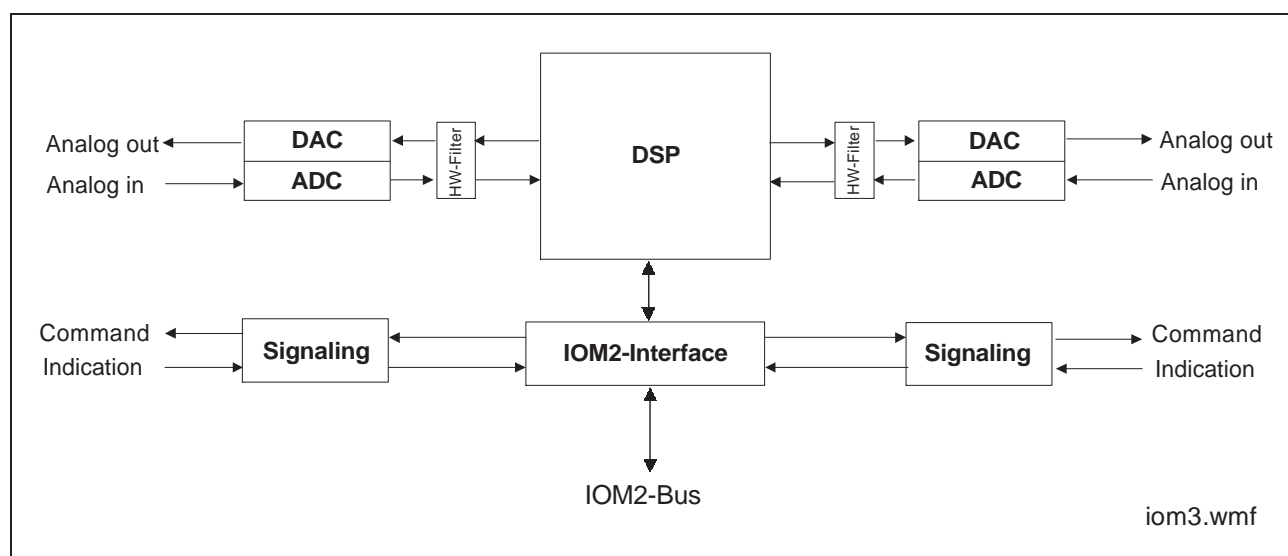 Analog out
DAC
HW-Filter
DSP
HW-Filter
DAC
Analog out
Analog in
ADC
ADC
Analog in
Command
Signaling
IOM2-Interface
Signaling
Command
Indication
Indication
IOM2-Bus
iom3.wmf